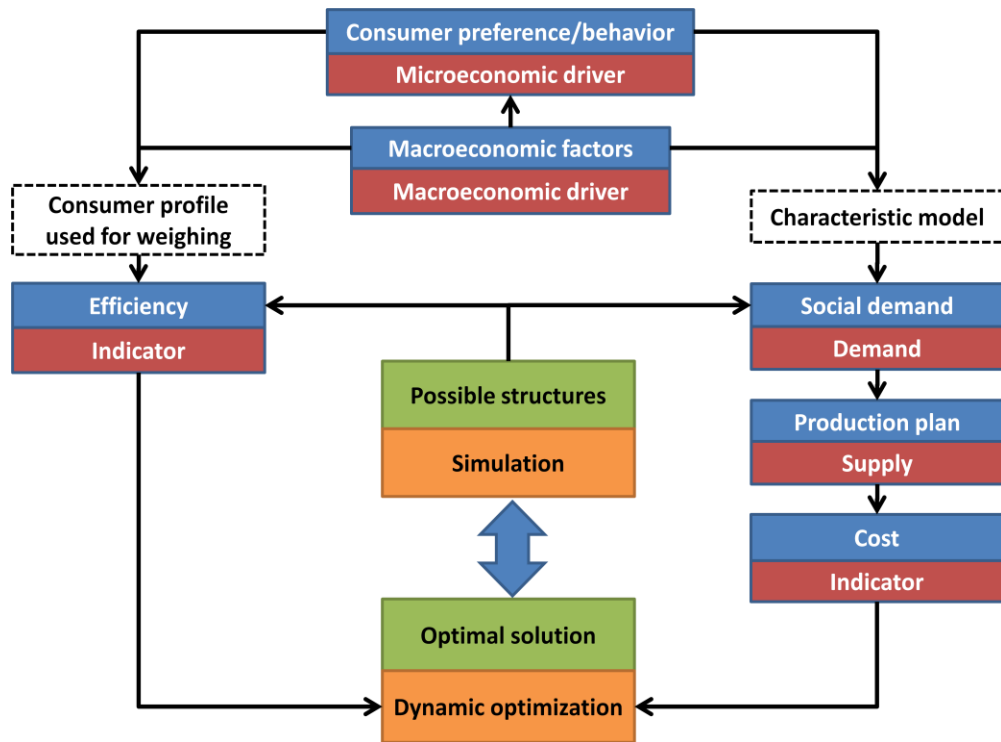 Consumer preference/behavior
Microeconomic driver
Macroeconomic factors
Macroeconomic driver
Consumer profile
used for weighing
Characteristic model
Efficiency
Indicator
Social demand
Demand
Possible structures
Simulation
Production plan
Supply
Cost
Indicator
Optimal solution
Dynamic optimization